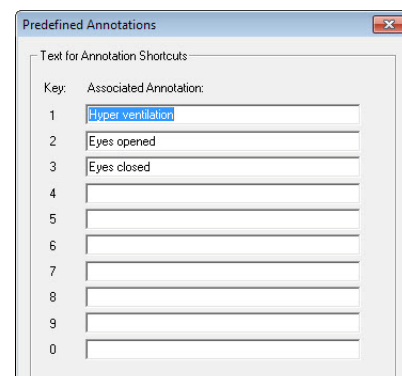 Predefined Annotations
Text for Annotation Shortcuts
Key: Associated Annotation:
1 Hyper ventilation
2 Eyes opened
3 Eyes closed
4
5
6
7
8
9
0